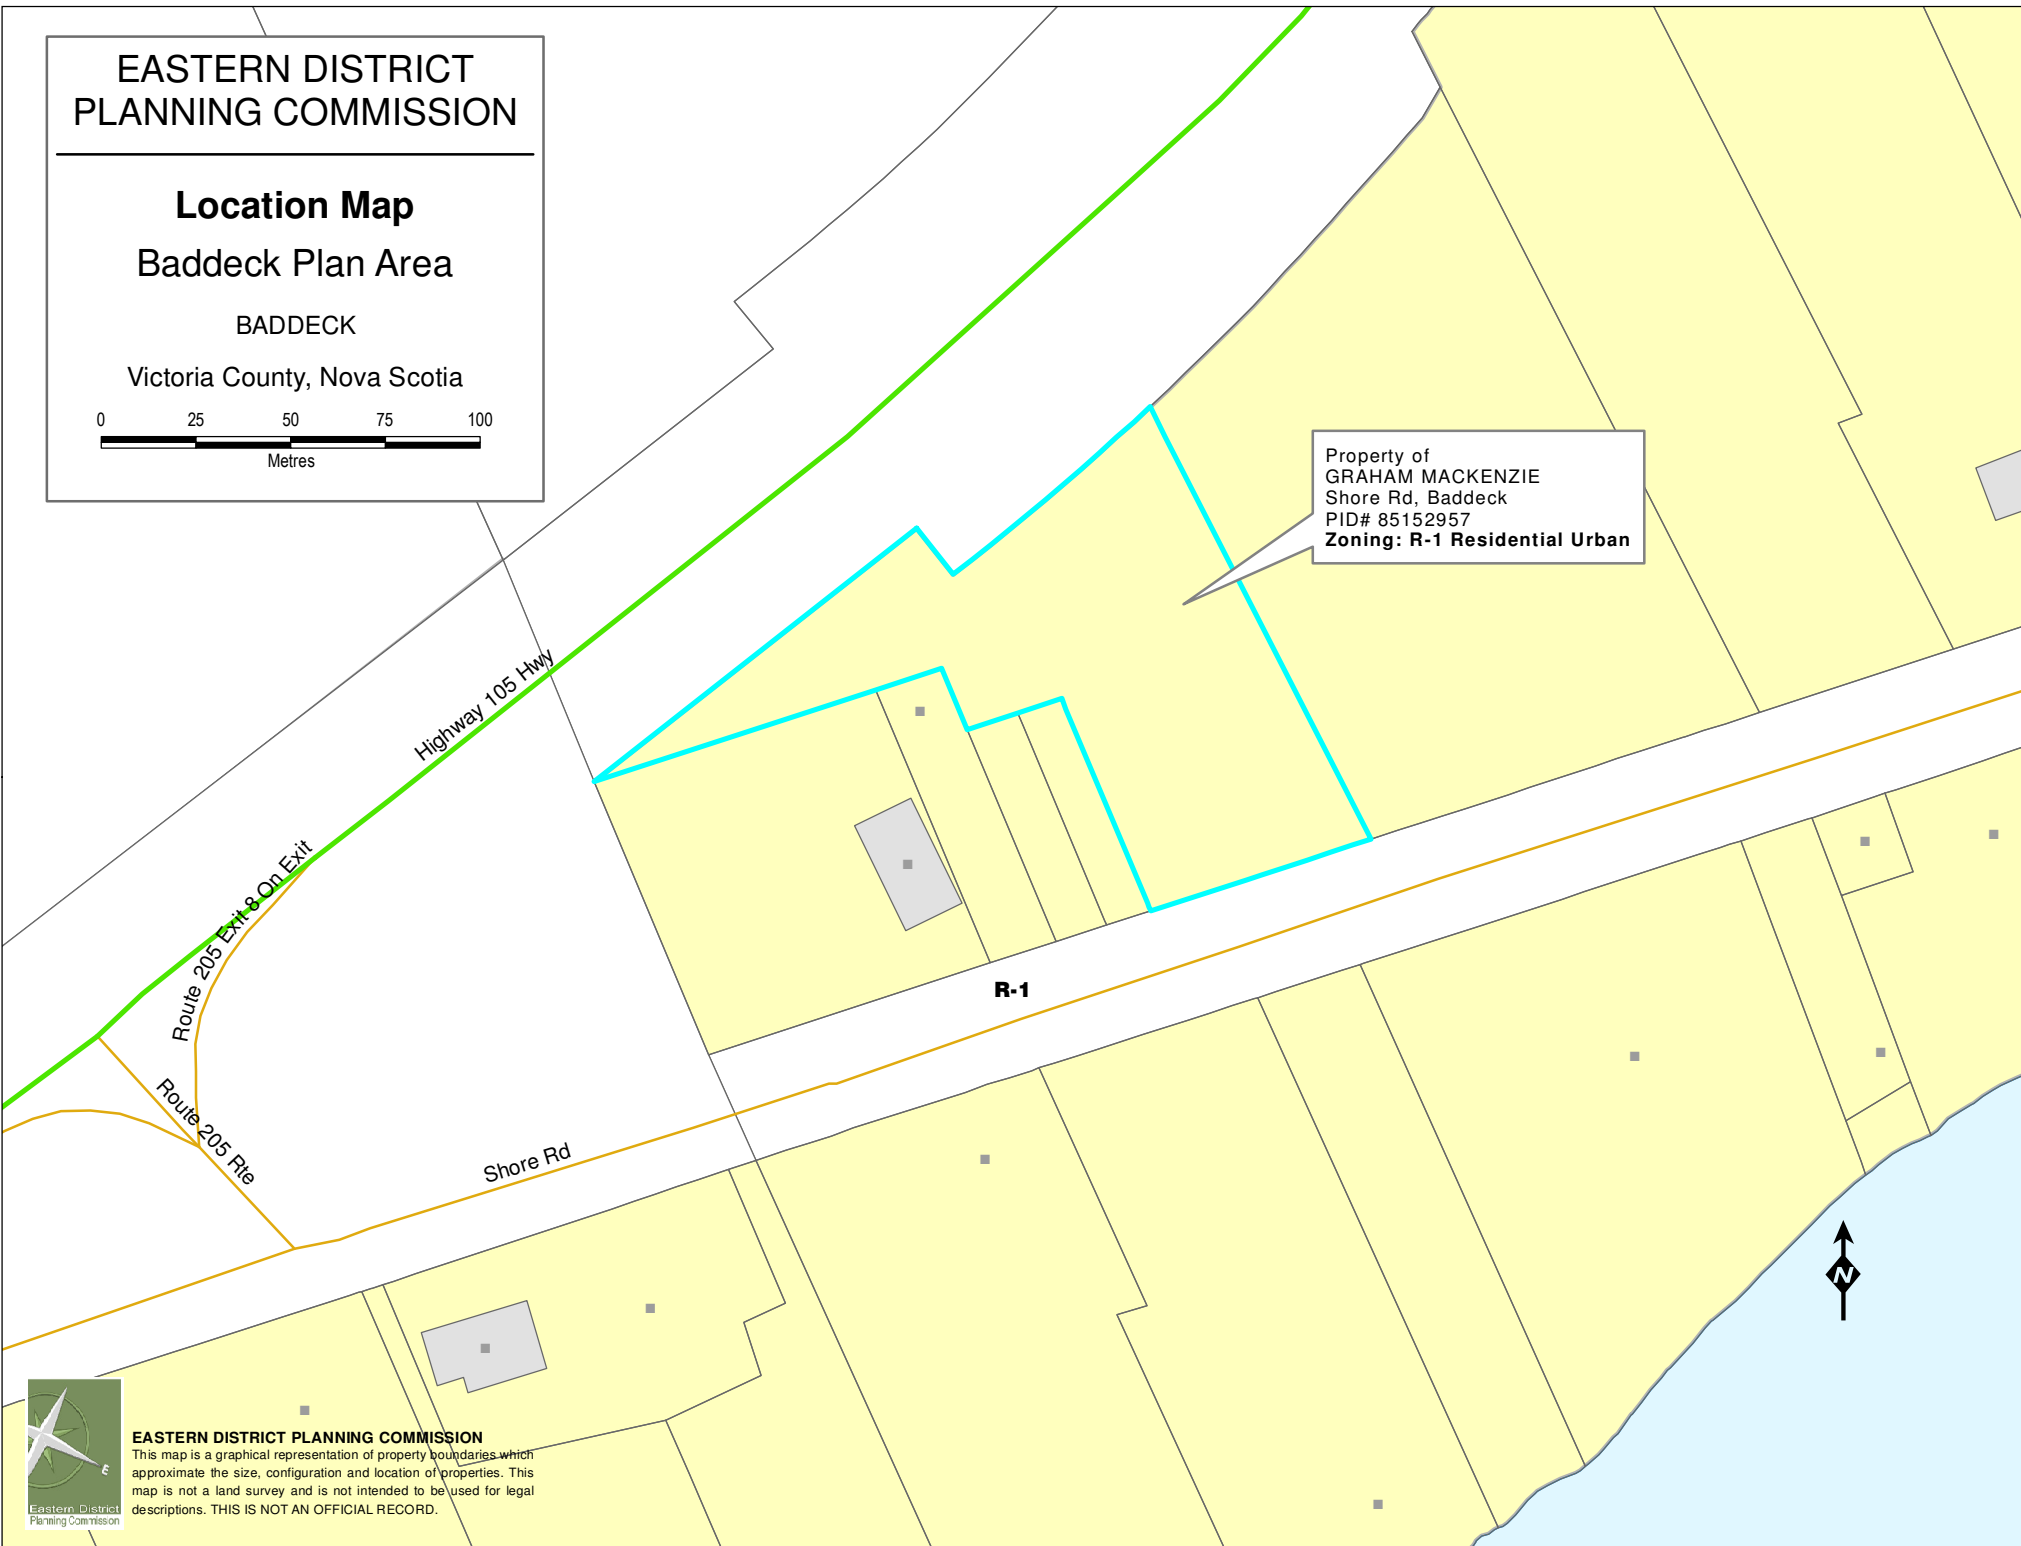 EASTERN DISTRICT
PLANNING COMMISSION
Location Map
Baddeck Plan Area
BADDECK
Victoria County, Nova Scotia
0 25 50 75 100
Metres
Property of
GRAHAM MACKENZIE
Shore Rd, Baddeck
PID# 85152957
Zoning: R-1 Residential Urban
Highway 105 Hwy
Route 205 Exit 8 On Exit
R-1
Route 205 Rte
Shore Rd
N
E
Eastern District
Planning Commission
EASTERN DISTRICT PLANNING COMMISSION
This map is a graphical representation of property boundaries which
approximate the size, configuration and location of properties. This
map is not a land survey and is not intended to be used for legal
descriptions. THIS IS NOT AN OFFICIAL RECORD.